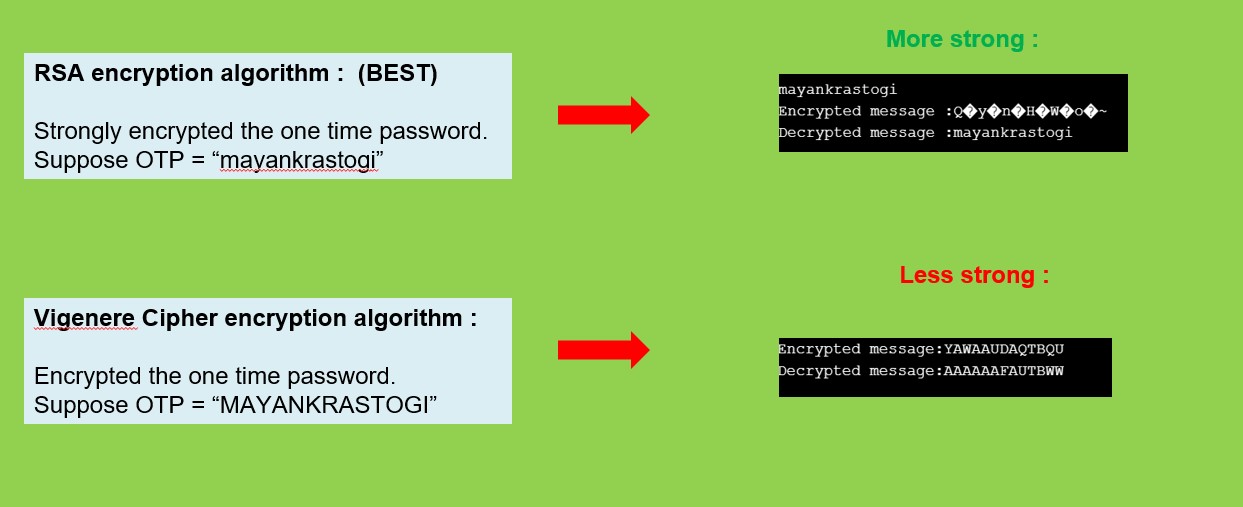 More strong :
RSA encryption algorithm :  (BEST)
Strongly encrypted the one time password.
Suppose OTP = “mayankrastogi”
mayankrastogi
Encrypted message :Q�y�n�H�W�o�~
Decrypted message :mayankrastogi
Less strong :
Vigenere Cipher encryption algorithm :
Encrypted the one time password.
Suppose OTP = “MAYANKRASTOGI”
Encrypted message:YAWAAUDAQTBQU
Decrypted message:AAAAAAFAUTBWW